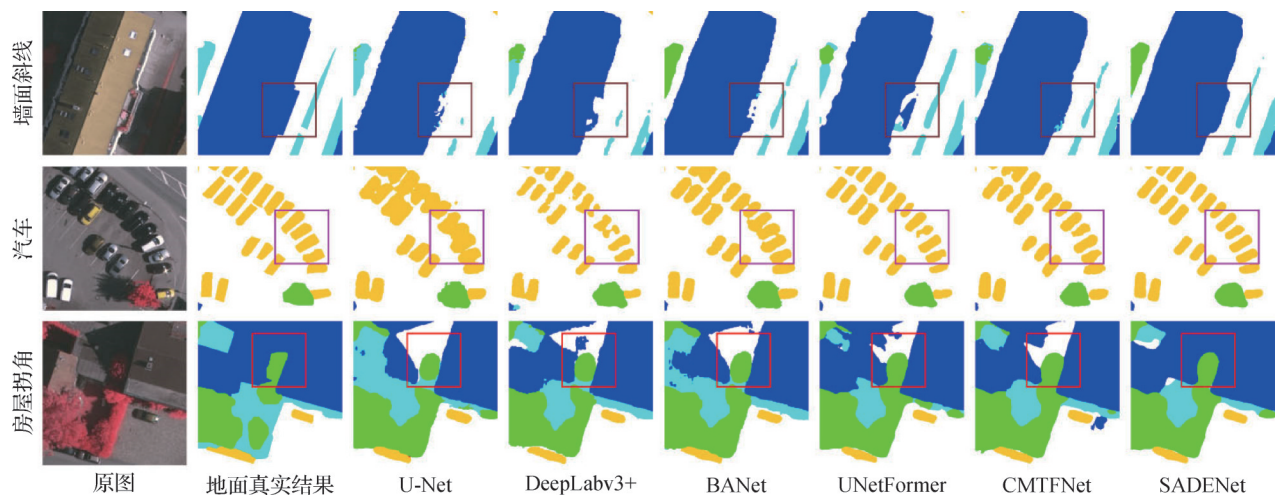 墙面斜线
汽车
房屋拐角
原图 地面真实结果 U-Net DeepLabv3+ BANet UNetFormer CMTFNet SADENet